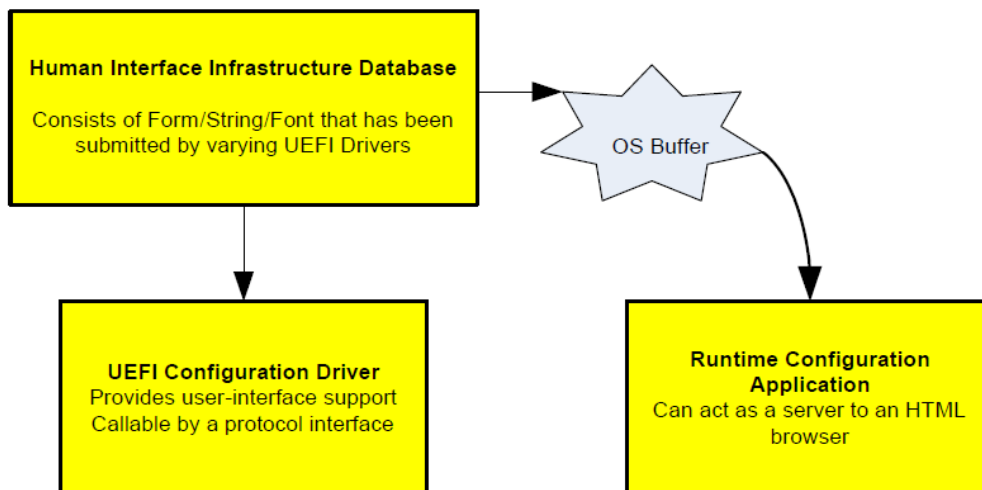 Human Interface Infrastructure Database
Consists of Form/String/Font that has been
submitted by varying UEFI Drivers
OS Buffer
UEFI Configuration Driver
Provides user-interface support
Callable by a protocol interface
Runtime Configuration
Application
Can act as a server to an HTML
browser